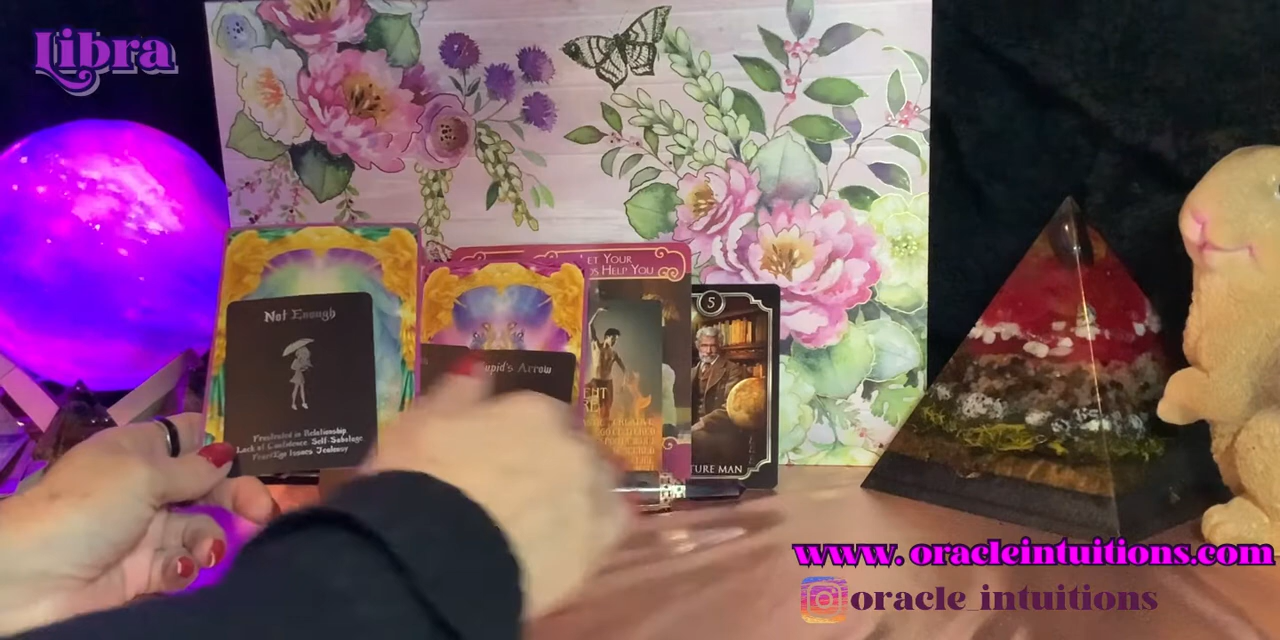 Libra
LET YOUR
HELP YOU
5
Not Enough
Cupid's Arrow
Frustrated in Relationship.
Lack of Confidence. Self-Sabotage.
Fear/Ego Issues. Jealousy
TURE MAN
www.oracleintuitions.com
oracle_intuitions